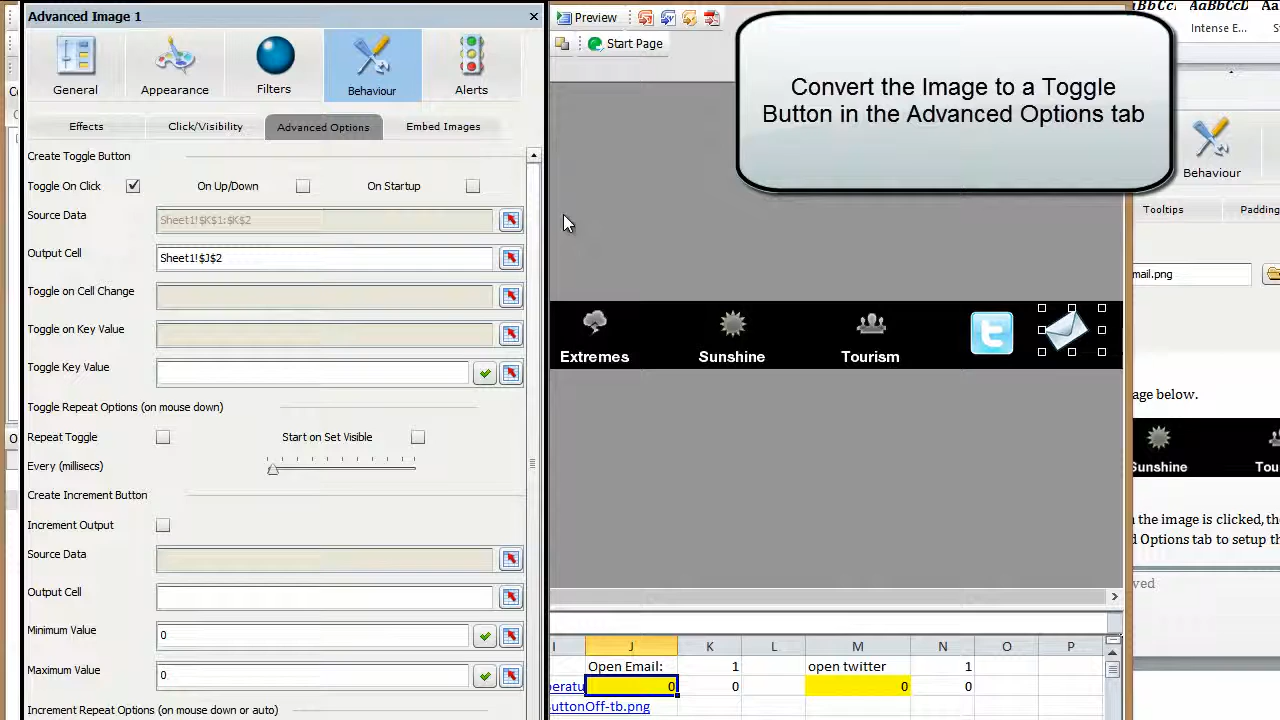 Advanced Image 1
General
Appearance
Filters
Behaviour
Alerts
Effects
Click/Visibility
Advanced Options
Embed Images
Create Toggle Button
Toggle On Click
On Up/Down
On Startup
Source Data
Sheet1!$K$1:$K$2
Output Cell
Sheet1!$J$2
Toggle on Cell Change
Toggle on Key Value
Toggle Key Value
Toggle Repeat Options (on mouse down)
Repeat Toggle
Start on Set Visible
Every (millisecs)
Create Increment Button
Increment Output
Source Data
Output Cell
Minimum Value
0
Maximum Value
0
Increment Repeat Options (on mouse down or auto)
Preview
Start Page
Convert the Image to a Toggle
Button in the Advanced Options tab
Intense E...
Behaviour
Tooltips
Padding
mail.png
Extremes
Sunshine
Tourism
age below.
Sunshine
Tou
the image is clicked, the
d Options tab to setup th
ved
I J K L M N O P
Open Email: 1 open twitter 1
peratu 0 0 0 0
uttonOff-tb.png